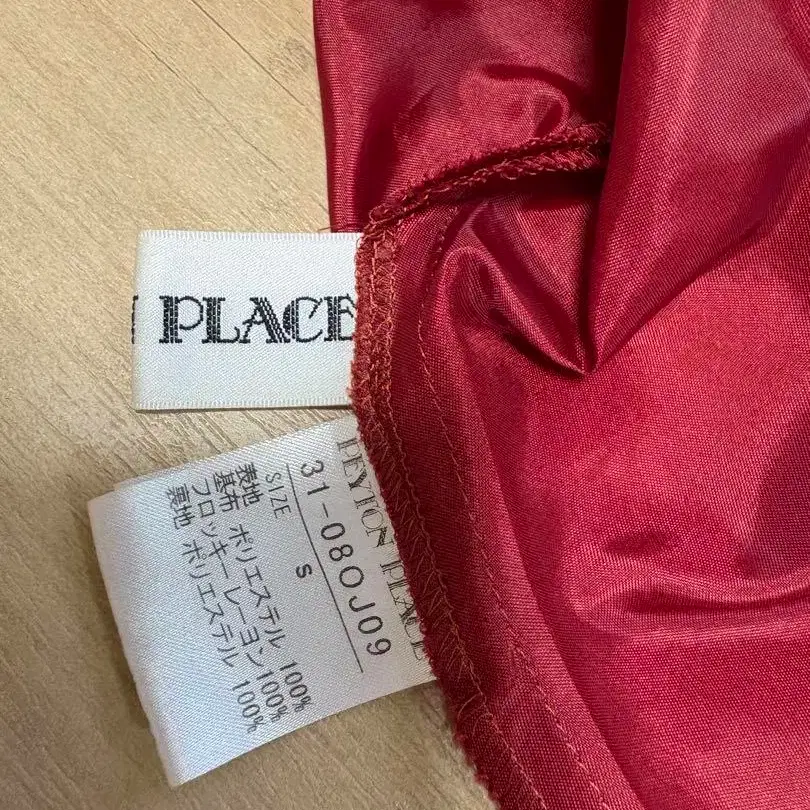 PLACE
PEYTON PLACE
31-080J09
SIZE S
表地 ポリエステル 100%
基布
フロッキー レーヨン 100%
裏地 ポリエステル 100%